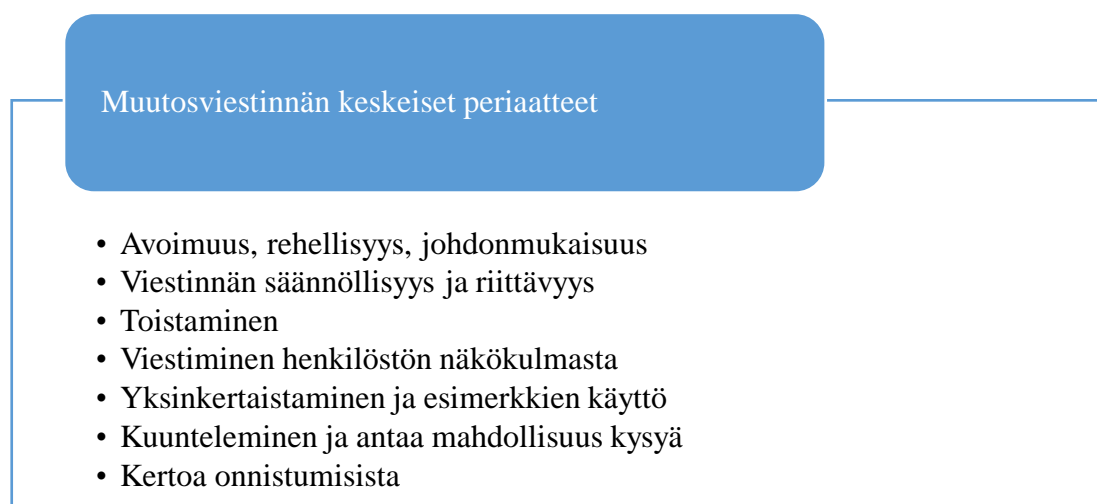 Muutosviestinnän keskeiset periaatteet
• Avoimuus, rehellisyys, johdonmukaisuus
• Viestinnän säännöllisyys ja riittävyys
• Toistaminen
• Viestiminen henkilöstön näkökulmasta
• Yksinkertaistaminen ja esimerkkien käyttö
• Kuunteleminen ja antaa mahdollisuus kysyä
• Kertoa onnistumisista